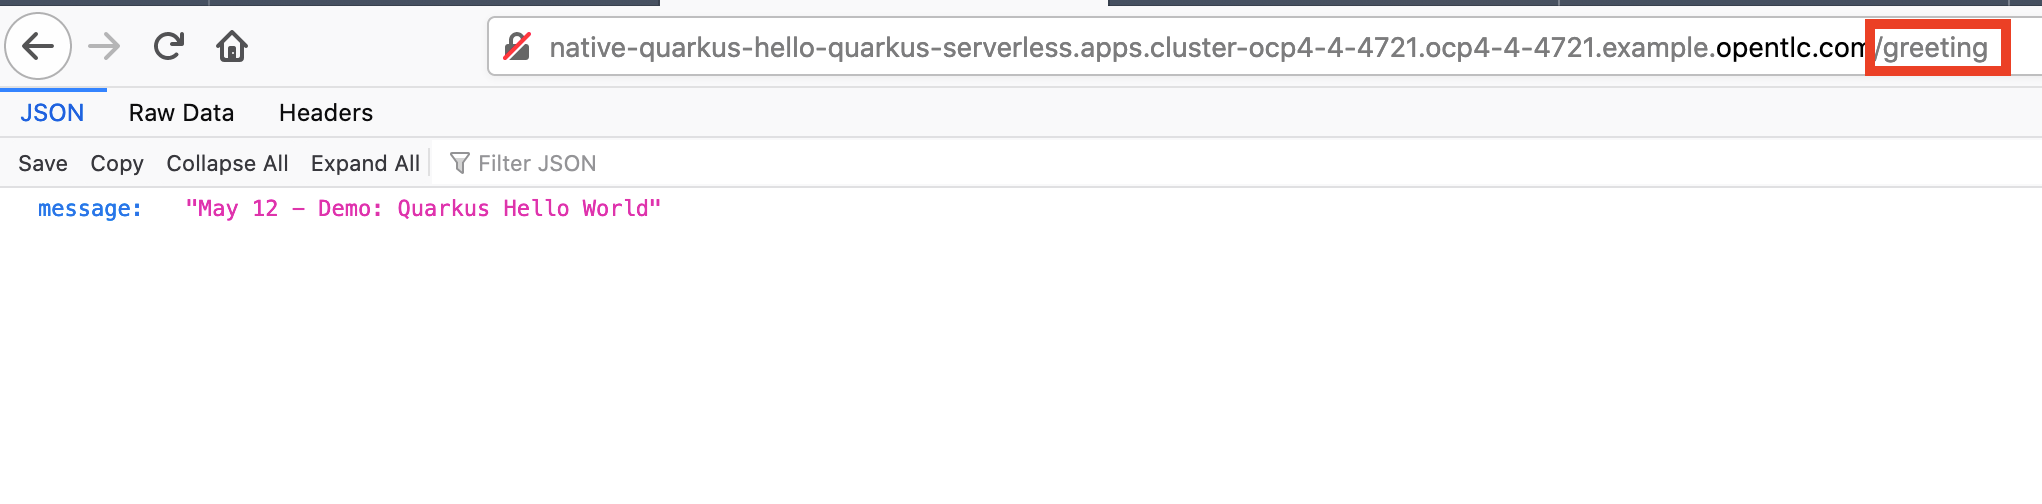 native-quarkus-hello-quarkus-serverless.apps.cluster-ocp4-4-4721.ocp4-4-4721.example.opentlc.com/greeting
JSON Raw Data Headers
Save Copy Collapse All Expand All Filter JSON
message: "May 12 - Demo: Quarkus Hello World"